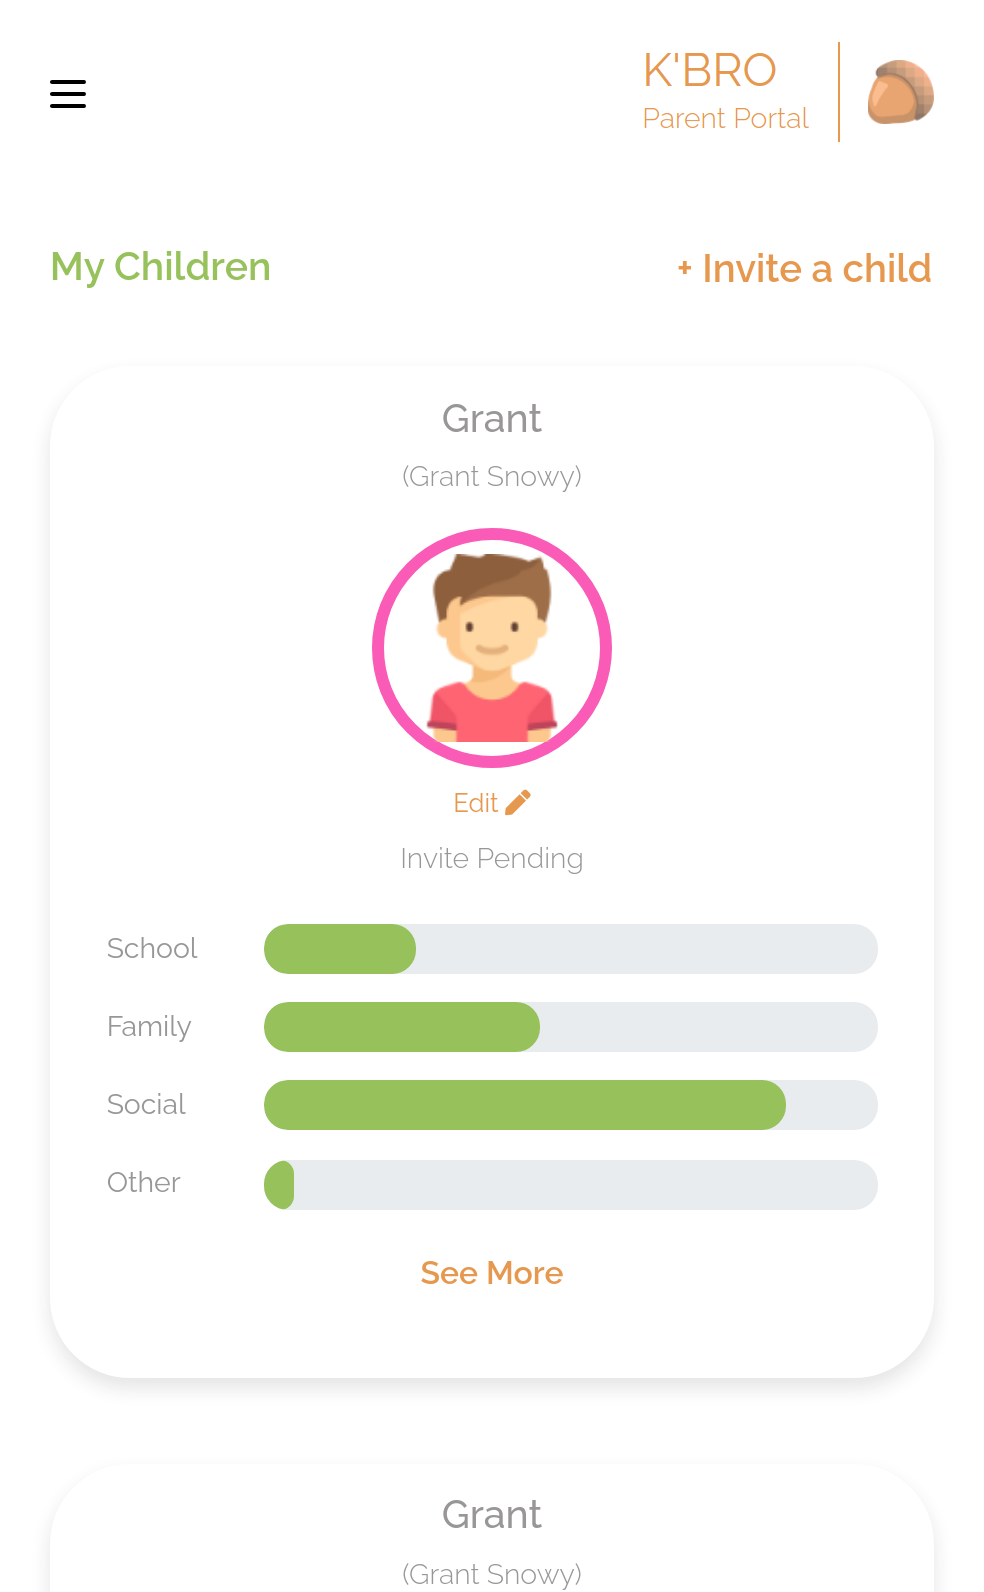 K'BRO
Parent Portal
My Children
+ Invite a child
Grant
(Grant Snowy)
Edit
Invite Pending
School
Family
Social
Other
See More
Grant
(Grant Snowy)